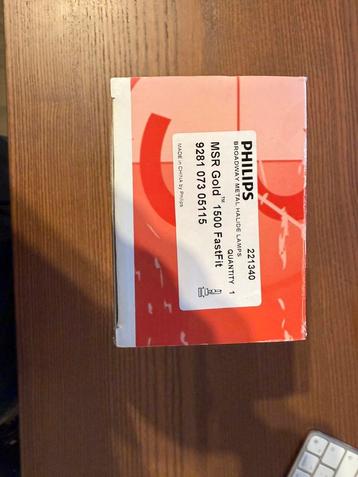 PHILIPS 221340
BROADWAY METAL HALIDE LAMPS QUANTITY 1
MSR Gold™ 1500 FastFit
9281 073 05115
MADE in CHINA by Philips